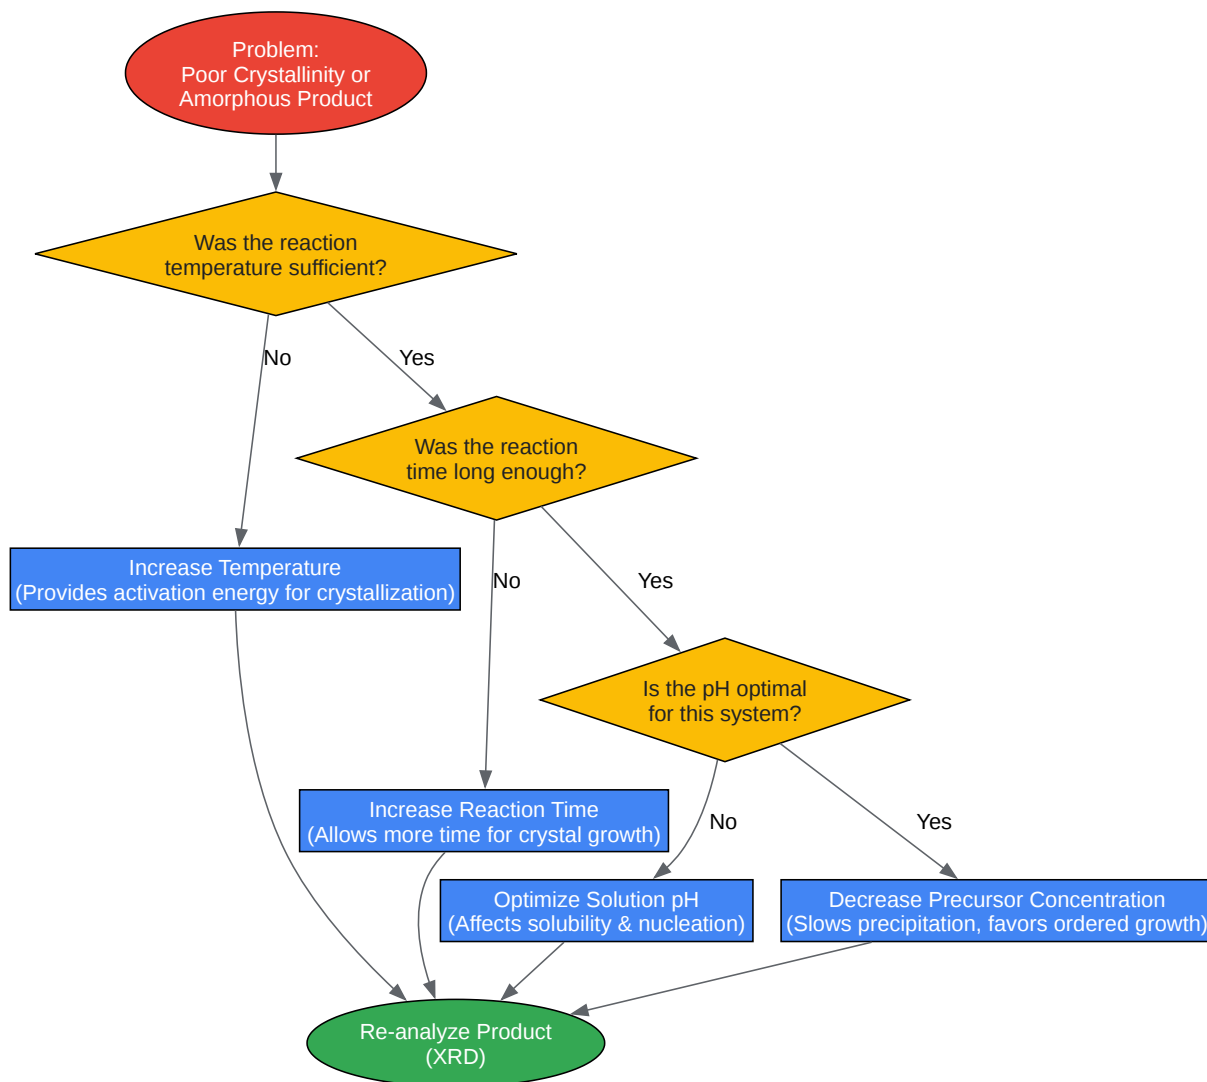 Problem:
Poor Crystallinity or
Amorphous Product
Was the reaction
temperature sufficient?
No
Yes
Was the reaction
time long enough?
Increase Temperature
(Provides activation energy for crystallization)
No
Yes
Is the pH optimal
for this system?
Increase Reaction Time
(Allows more time for crystal growth)
No
Yes
Optimize Solution pH
(Affects solubility & nucleation)
Decrease Precursor Concentration
(Slows precipitation, favors ordered growth)
Re-analyze Product
(XRD)